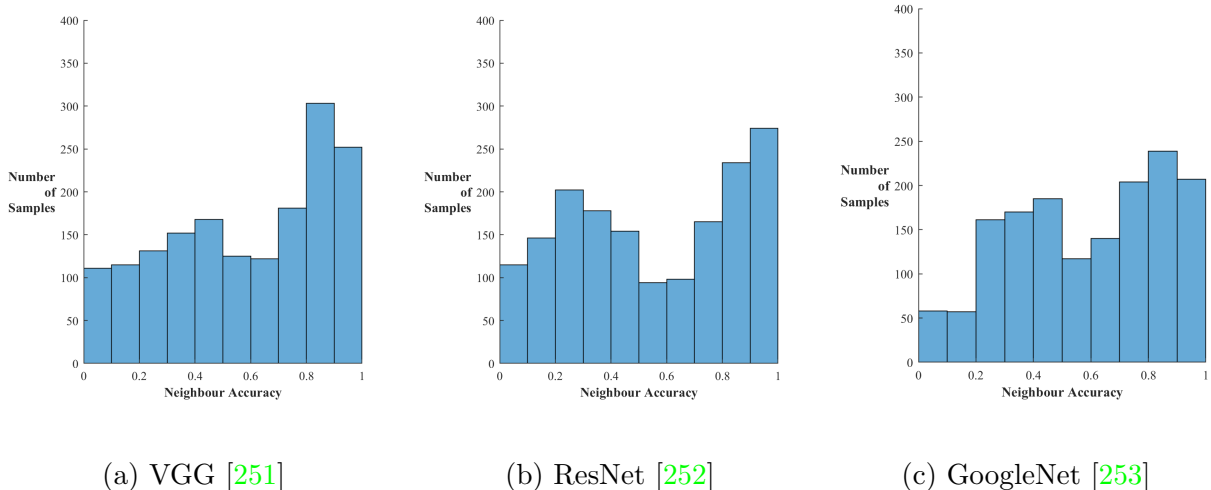 400
350
300
250
200
150
100
50
0
Number
of
Samples
0 0.2 0.4 0.6 0.8 1
Neighbour Accuracy
(a) VGG [251]
400
350
300
250
200
150
100
50
0
Number
of
Samples
0 0.2 0.4 0.6 0.8 1
Neighbour Accuracy
(b) ResNet [252]
400
350
300
250
200
150
100
50
0
Number
of
Samples
0 0.2 0.4 0.6 0.8 1
Neighbour Accuracy
(c) GoogleNet [253]